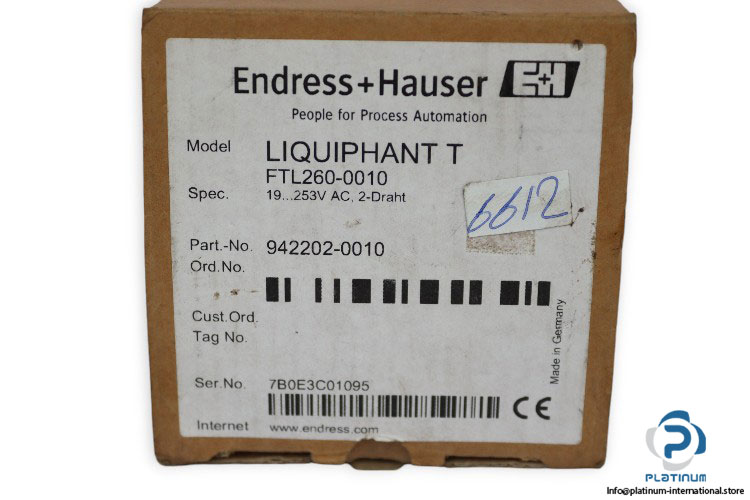 Endress+Hauser E+H
People for Process Automation
Model LIQUIPHANT T
FTL260-0010
Spec. 19...253V AC, 2-Draht
6612
Part.-No. 942202-0010
Ord.No.
Cust.Ord.
Tag No.
Made in Germany
Ser.No. 7B0E3C01095
CE
Internet www.endress.com
PLATINUM
Info@platinum-international.store